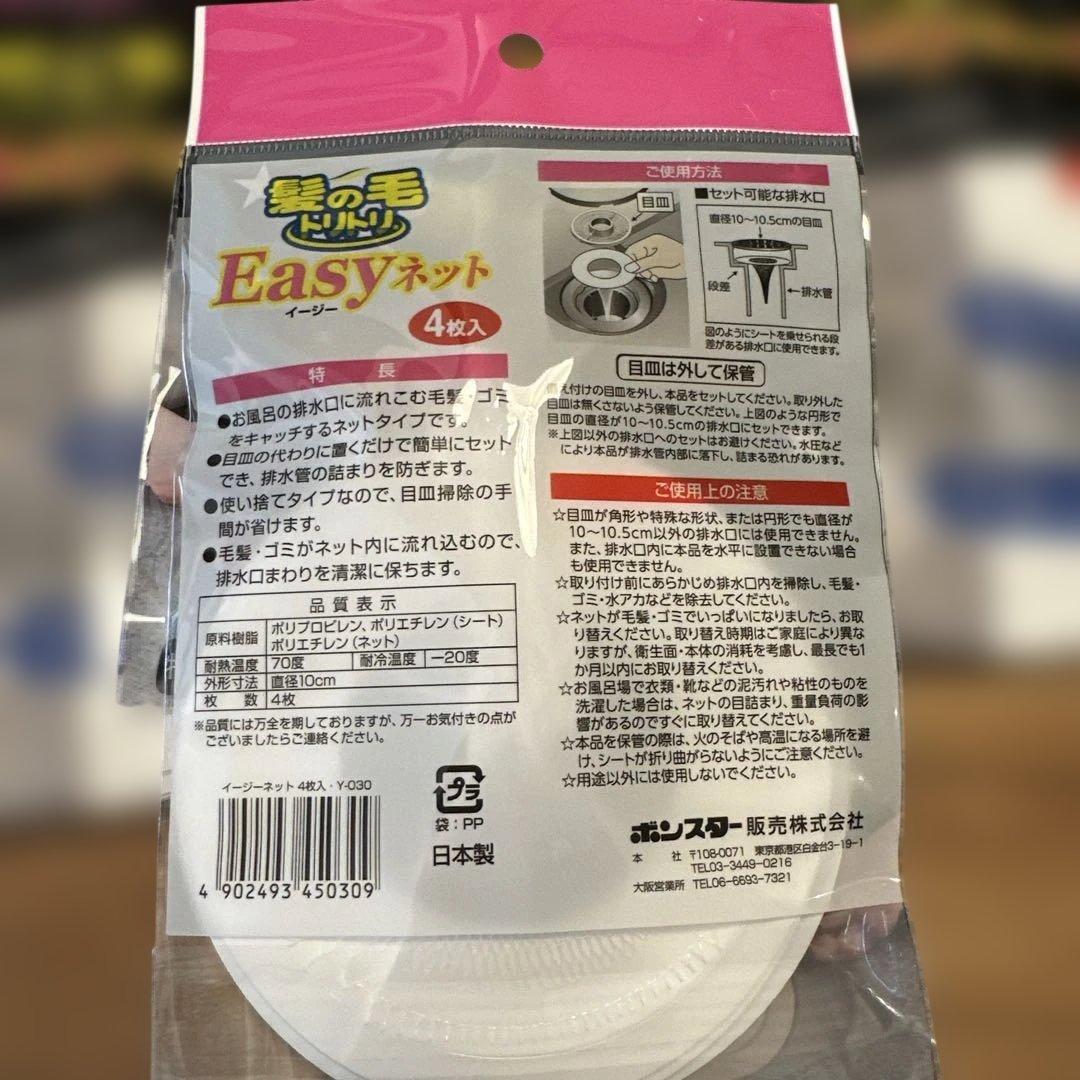 髪の毛
トリトリ
Easyネット
イージー
4枚入
特長
●お風呂の排水口に流れこむ毛髪・ゴミ
をキャッチするネットタイプです。
●目皿の代わりに置くだけで簡単にセット
でき、排水管の詰まりを防ぎます。
●使い捨てタイプなので、目皿掃除の手
間が省けます。
●毛髪・ゴミがネット内に流れ込むので、
排水口まわりを清潔に保ちます。
品質表示
原料樹脂 ポリプロピレン、ポリエチレン(シート)
ポリエチレン(ネット)
耐熱温度 70度 耐冷温度 -20度
外形寸法 直径10cm
枚数 4枚
※品質には万全を期しておりますが、万一お気付きの点が
ございましたらご連絡ください。
イージーネット 4枚入・Y-030
4 902493 450309
プラ
袋：PP
日本製
ご使用方法
目皿
■セット可能な排水口
直径10〜10.5cmの目皿
段差
排水管
図のようにシートを乗せられる段
差がある排水口に使用できます。
目皿は外して保管
え付けの目皿を外し、本品をセットしてください。取り外した
目皿は無くさないよう保管してください。上図のような円形で
目皿の直径が10〜10.5cmの排水口にセットできます。
※上図以外の排水口へのセットはお避けください。水圧など
により本品が排水管内部に落下し、詰まる恐れがあります。
ご使用上の注意
☆目皿が角形や特殊な形状、または円形でも直径が
10〜10.5cm以外の排水口には使用できません。
また、排水口内に本品を水平に設置できない場合
も使用できません。
☆取り付け前にあらかじめ排水口内を掃除し、毛髪・
ゴミ・水アカなどを除去してください。
☆ネットが毛髪・ゴミでいっぱいになりましたら、お取
り替えください。取り替え時期はご家庭により異な
りますが、衛生面・本体の消耗を考慮し、最長でも1
か月以内にお取り替えください。
☆お風呂場で衣類・靴などの泥汚れや粘性のものを
洗濯した場合は、ネットの目詰まり、重量負荷の影
響があるのですぐに取り替えてください。
☆本品を保管の際は、火のそばや高温になる場所を避
け、シートが折り曲がらないようにご注意ください。
☆用途以外には使用しないでください。
ボンスター販売株式会社
本社 〒108-0071 東京都港区白金台3-19-1
TEL03-3449-0216
大阪営業所 TEL06-6693-7321